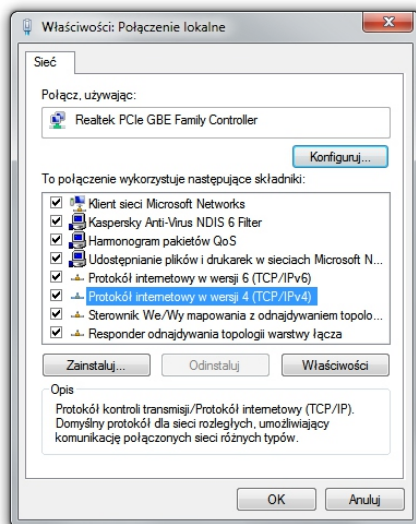 Właściwości: Połączenie lokalne
Sieć
Połącz, używając:
Realtek PCIe GBE Family Controller
Konfiguruj...
To połączenie wykorzystuje następujące składniki:
Klient sieci Microsoft Networks
Kaspersky Anti-Virus NDIS 6 Filter
Harmonogram pakietów QoS
Udostępnianie plików i drukarek w sieciach Microsoft N...
Protokół internetowy w wersji 6 (TCP/IPv6)
Protokół internetowy w wersji 4 (TCP/IPv4)
Sterownik We/Wy mapowania z odnajdywaniem topolo...
Responder odnajdywania topologii warstwy łącza
Zainstaluj... Odinstaluj Właściwości
Opis
Protokół kontroli transmisji/Protokół internetowy (TCP/IP).
Domyślny protokół dla sieci rozległych, umożliwiający
komunikację połączonych sieci różnych typów.
OK Anuluj